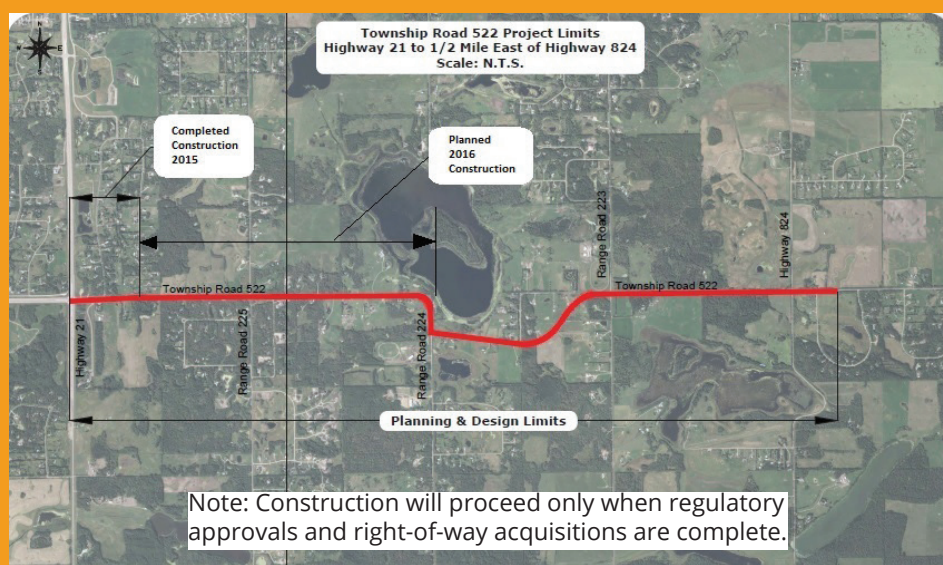 Township Road 522 Project Limits
Highway 21 to 1/2 Mile East of Highway 824
Scale: N.T.S.
N
W
E
S
Completed
Construction
2015
Planned
2016
Construction
Range Road 223
Highway 824
Township Road 522
Township Road 522
Highway 21
Range Road 225
Range Road 224
Planning & Design Limits
Note: Construction will proceed only when regulatory
approvals and right-of-way acquisitions are complete.